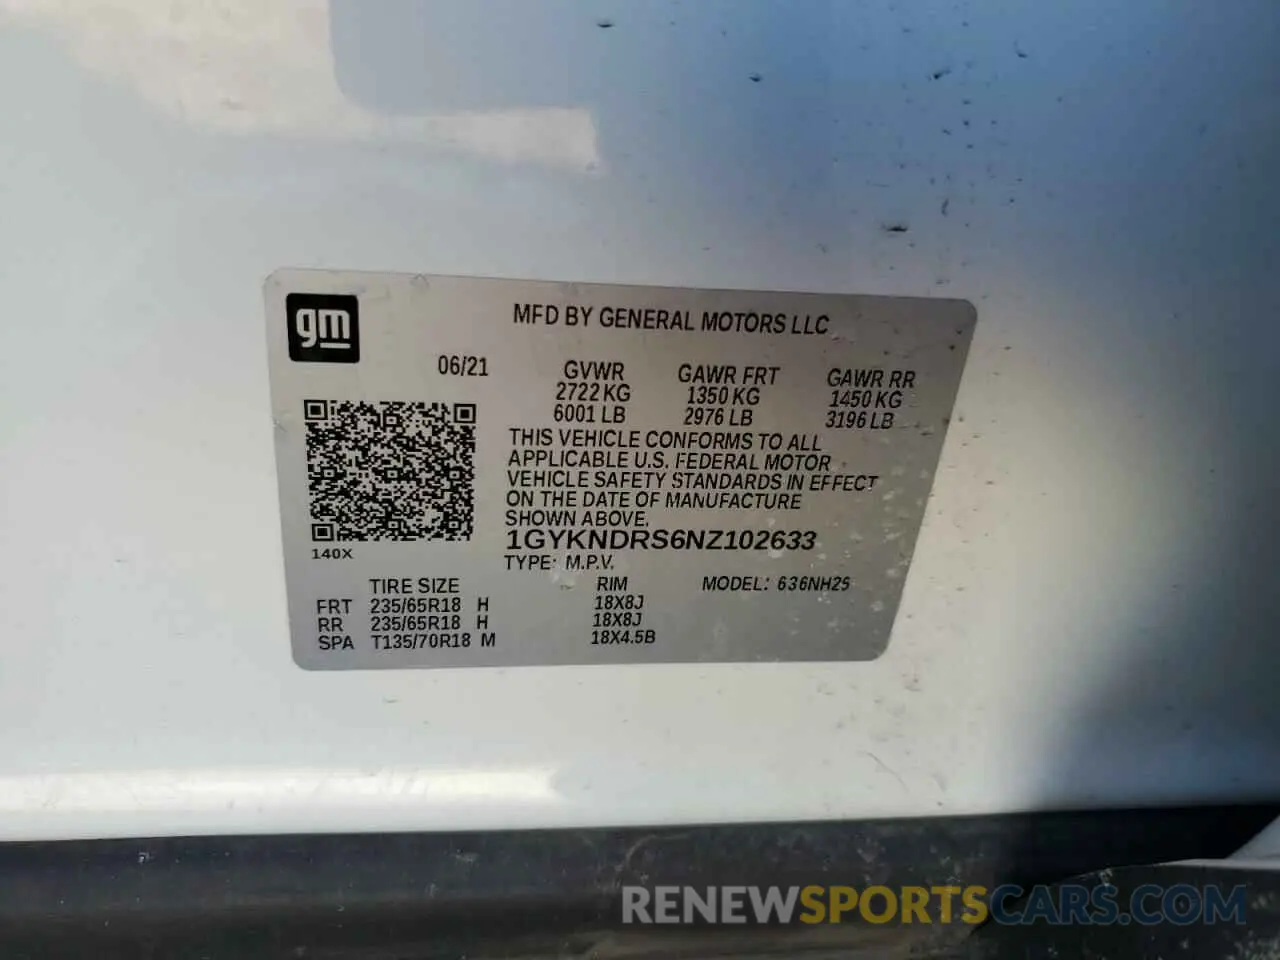 gm
MFD BY GENERAL MOTORS LLC
06/21
GVWR GAWR FRT GAWR RR
2722 KG 1350 KG 1450 KG
6001 LB 2976 LB 3196 LB
THIS VEHICLE CONFORMS TO ALL
APPLICABLE U.S. FEDERAL MOTOR
VEHICLE SAFETY STANDARDS IN EFFECT
ON THE DATE OF MANUFACTURE
SHOWN ABOVE.
1GYKNDRS6NZ102633
140X
TYPE: M.P.V.
TIRE SIZE RIM MODEL: 636NH26
FRT 235/65R18 H 18X8J
RR 235/65R18 H 18X8J
SPA T135/70R18 M 18X4.5B
RENEWSPORTSCARS.COM